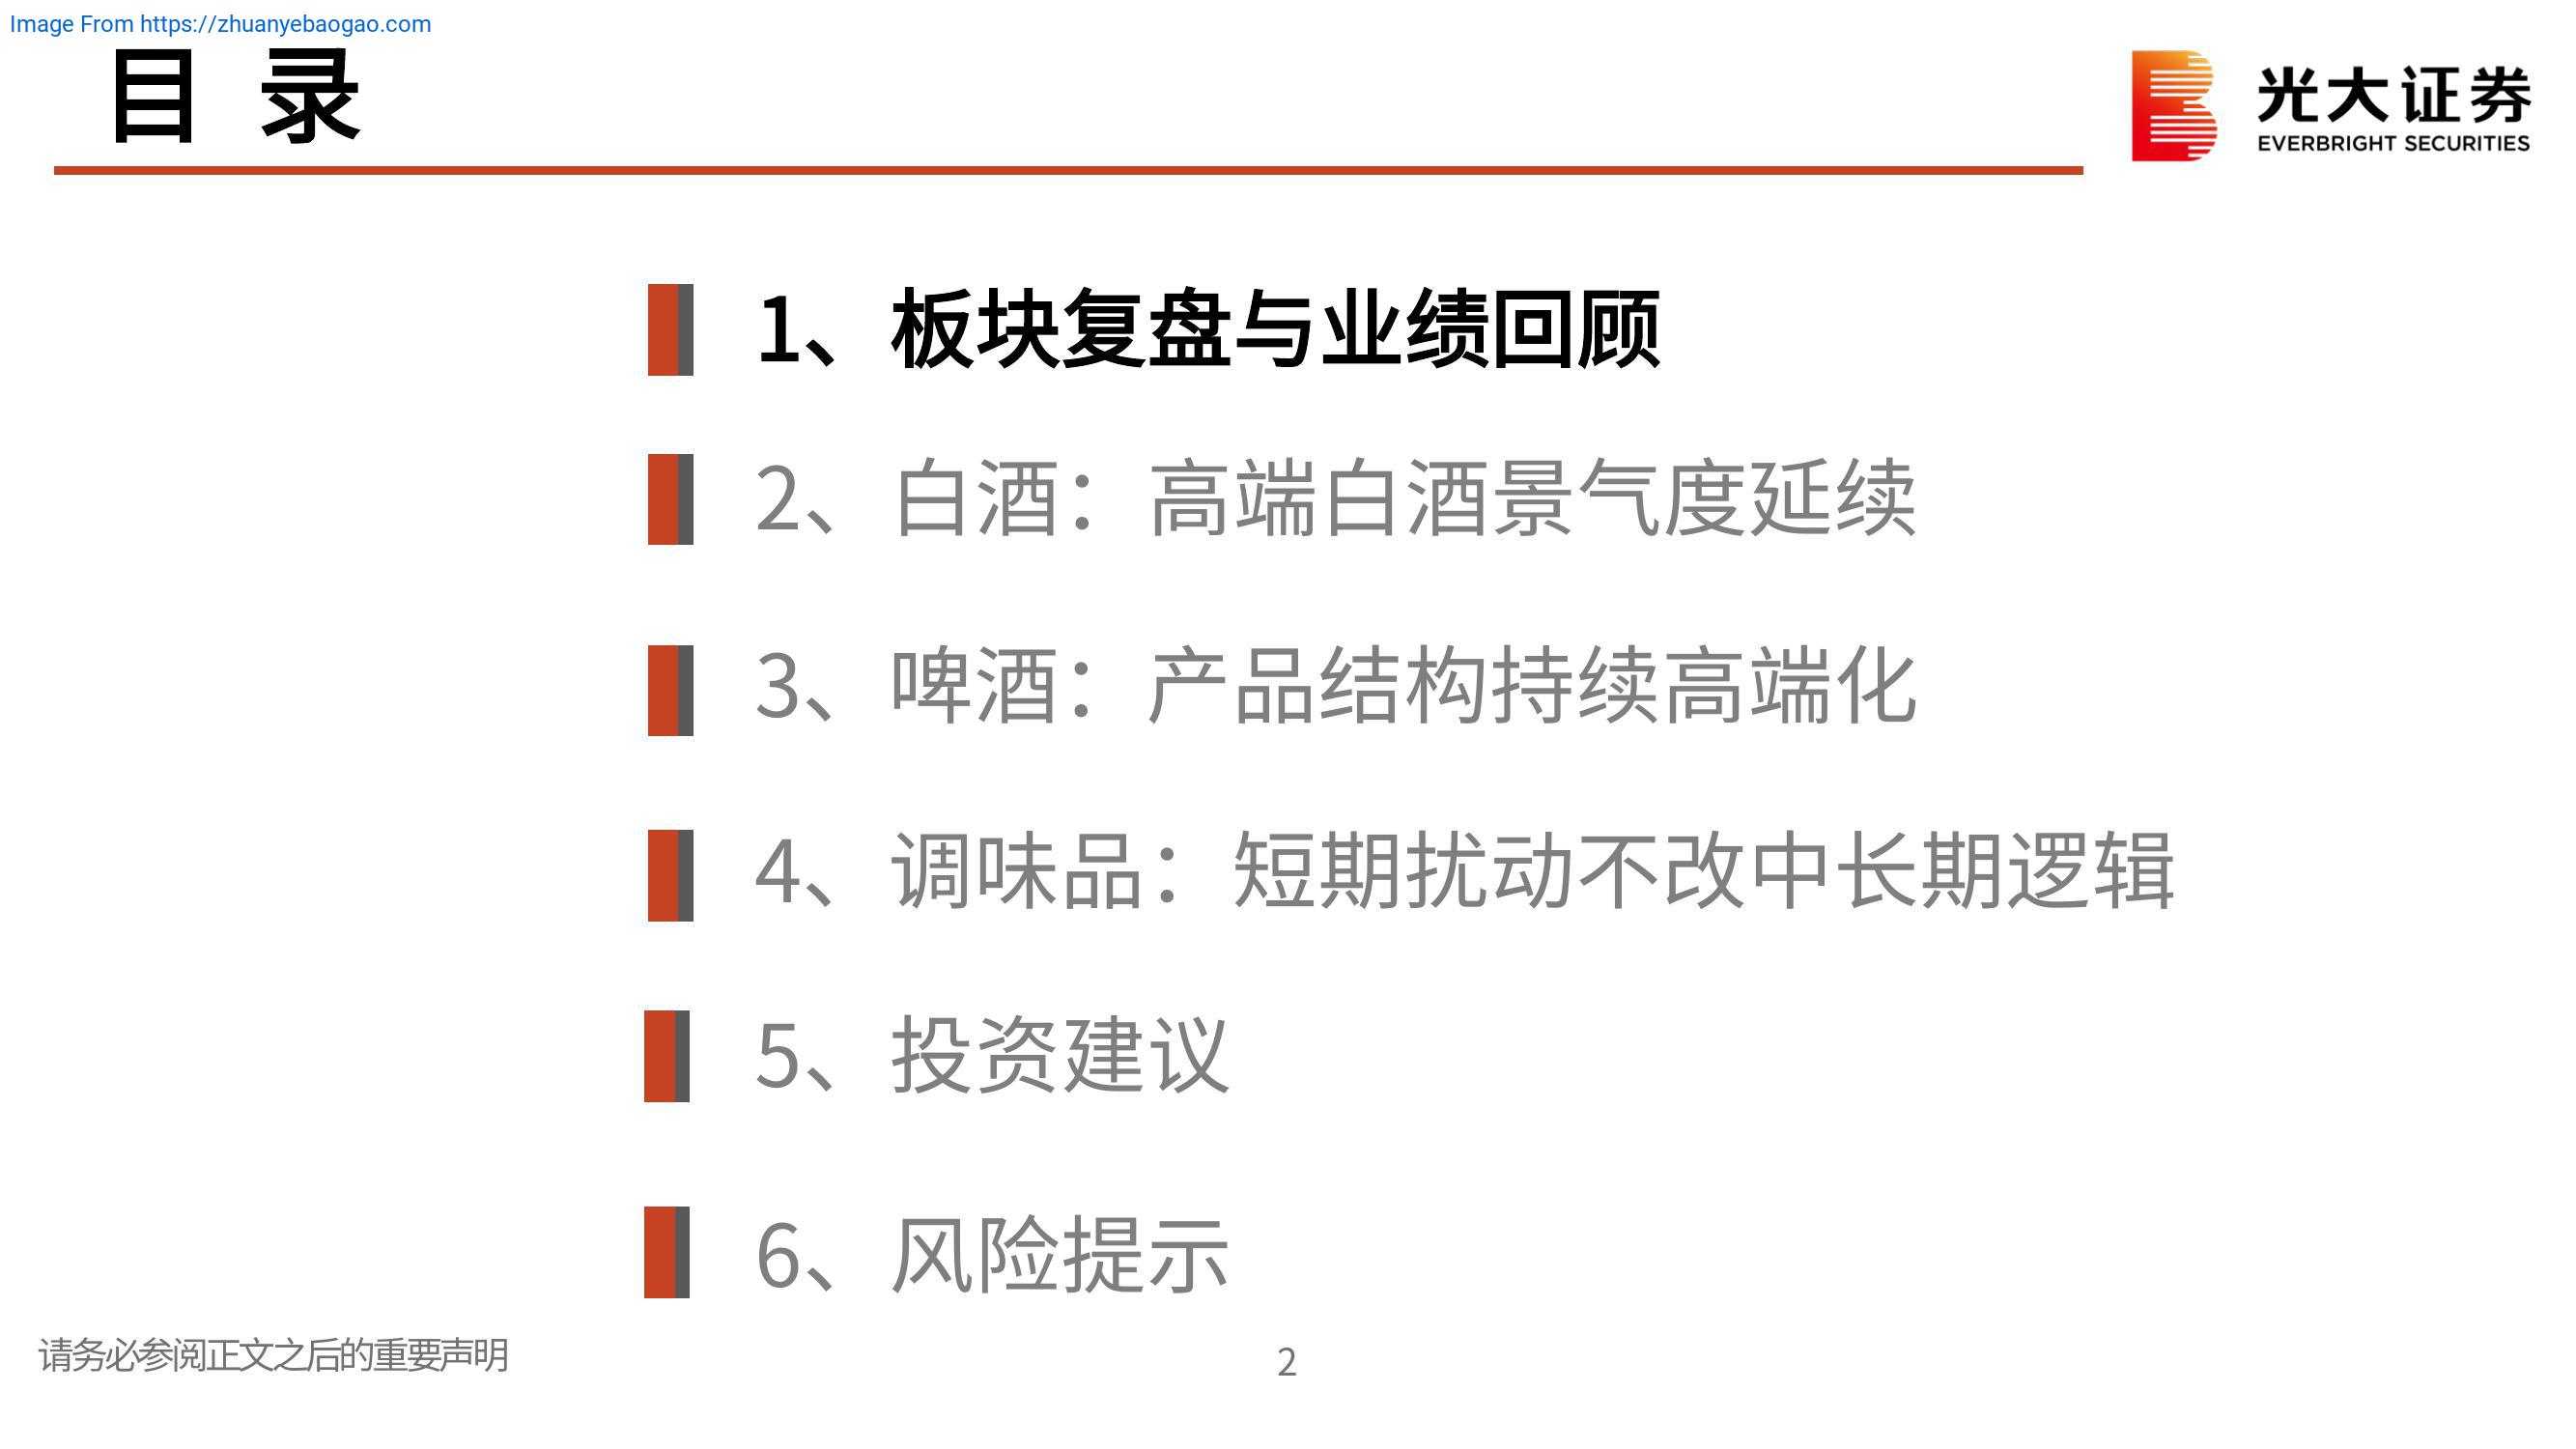 Image From https://zhuanyebaogao.com
目 录
光大证券
EVERBRIGHT SECURITIES
1、板块复盘与业绩回顾
2、白酒：高端白酒景气度延续
3、啤酒：产品结构持续高端化
4、调味品：短期扰动不改中长期逻辑
5、投资建议
6、风险提示
请务必参阅正文之后的重要声明
2